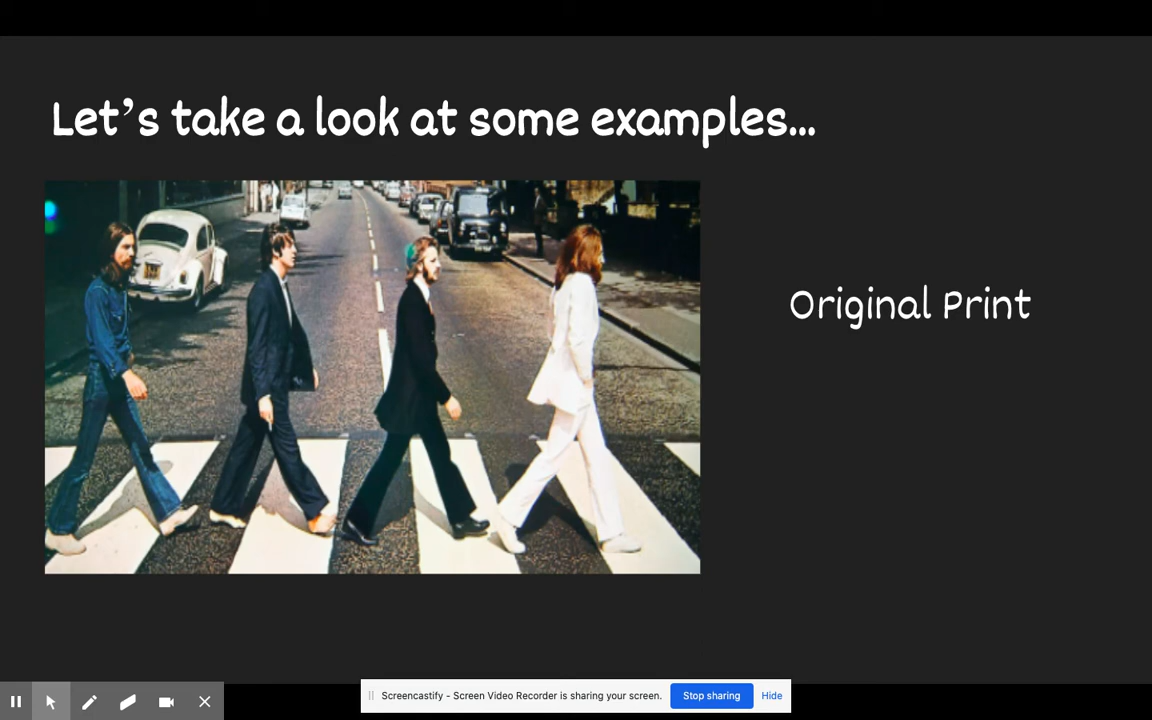 Let's take a look at some examples...
Original Print
Screencastify - Screen Video Recorder is sharing your screen.
Stop sharing
Hide